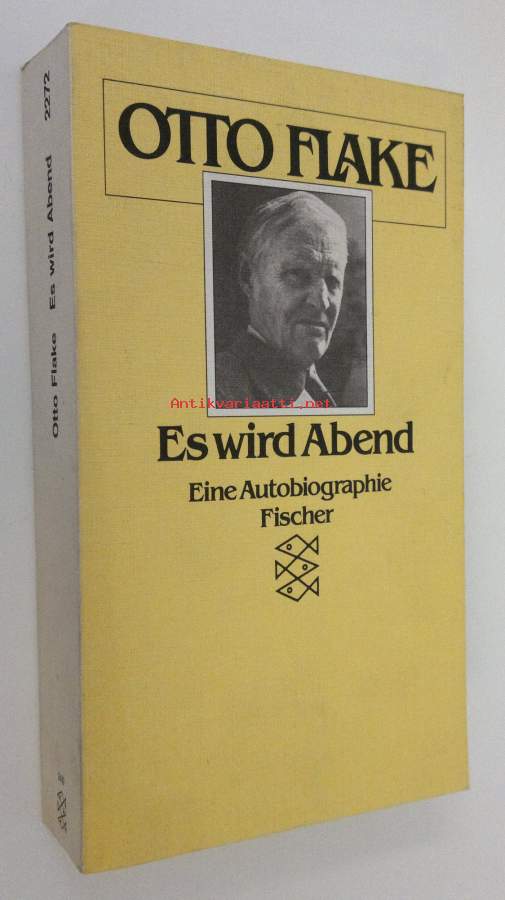 OTTO FLAKE
Antikvariaatti.net
Es wird Abend
Eine Autobiographie
Fischer
Otto Flake Es wird Abend 2272